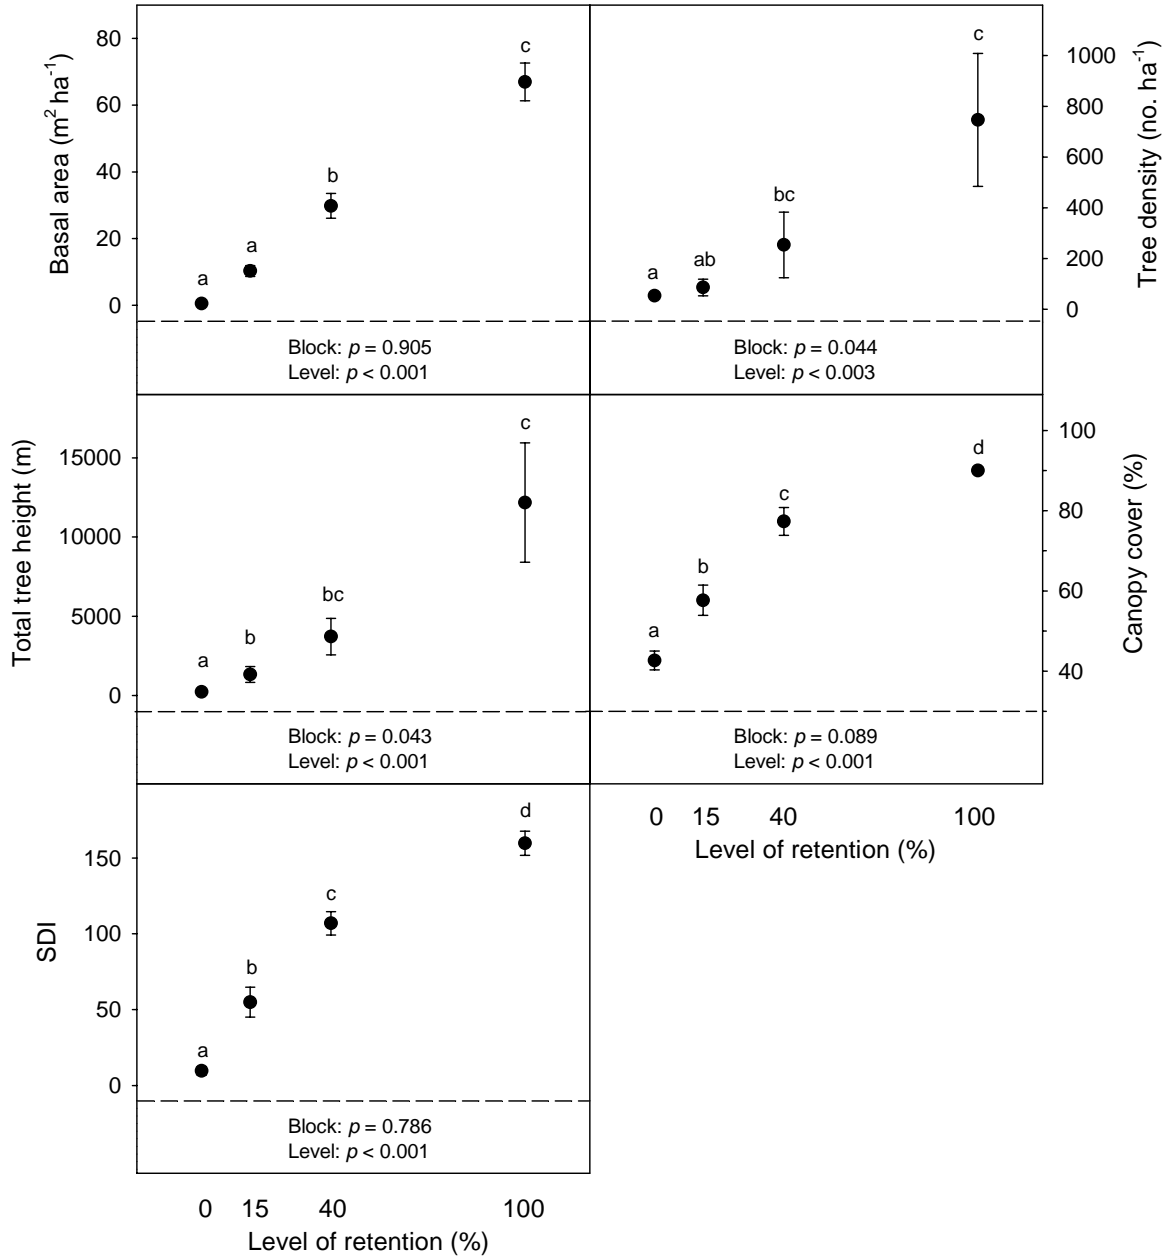 Basal area (m² ha⁻¹)
80
60
40
20
0
a
a
b
c
Block: p = 0.905
Level: p < 0.001
Tree density (no. ha⁻¹)
1000
800
600
400
200
0
a
ab
bc
c
Block: p = 0.044
Level: p < 0.003
Total tree height (m)
15000
10000
5000
0
a
b
bc
c
Block: p = 0.043
Level: p < 0.001
Canopy cover (%)
100
80
60
40
a
b
c
d
Block: p = 0.089
Level: p < 0.001
0 15 40 100
Level of retention (%)
SDI
150
100
50
0
a
b
c
d
Block: p = 0.786
Level: p < 0.001
0 15 40 100
Level of retention (%)